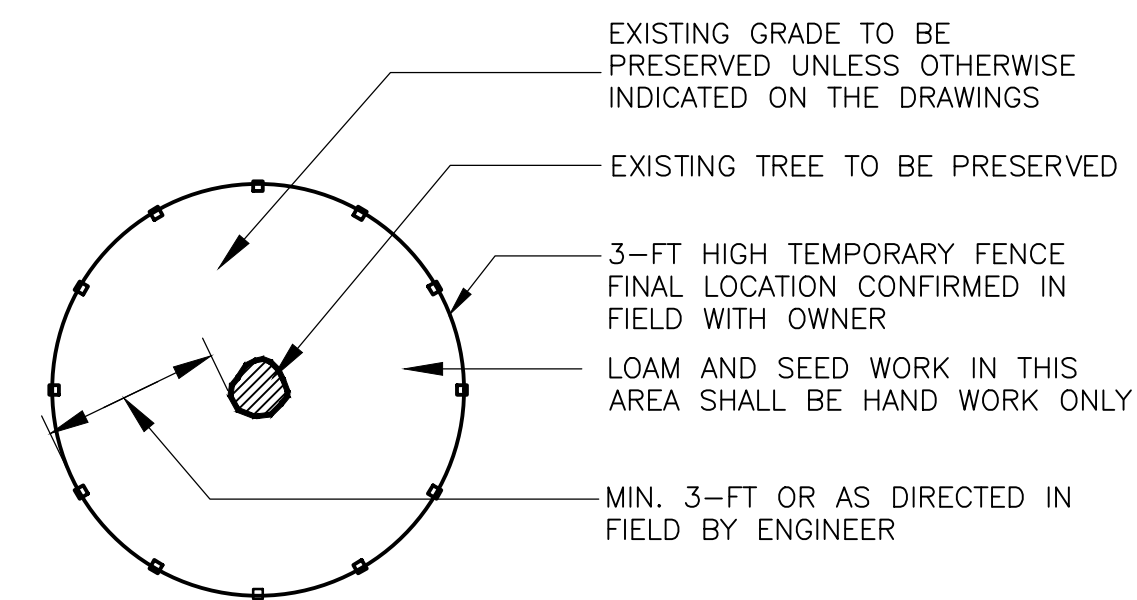 EXISTING GRADE TO BE
PRESERVED UNLESS OTHERWISE
INDICATED ON THE DRAWINGS
EXISTING TREE TO BE PRESERVED
3-FT HIGH TEMPORARY FENCE
FINAL LOCATION CONFIRMED IN
FIELD WITH OWNER
LOAM AND SEED WORK IN THIS
AREA SHALL BE HAND WORK ONLY
MIN. 3-FT OR AS DIRECTED IN
FIELD BY ENGINEER